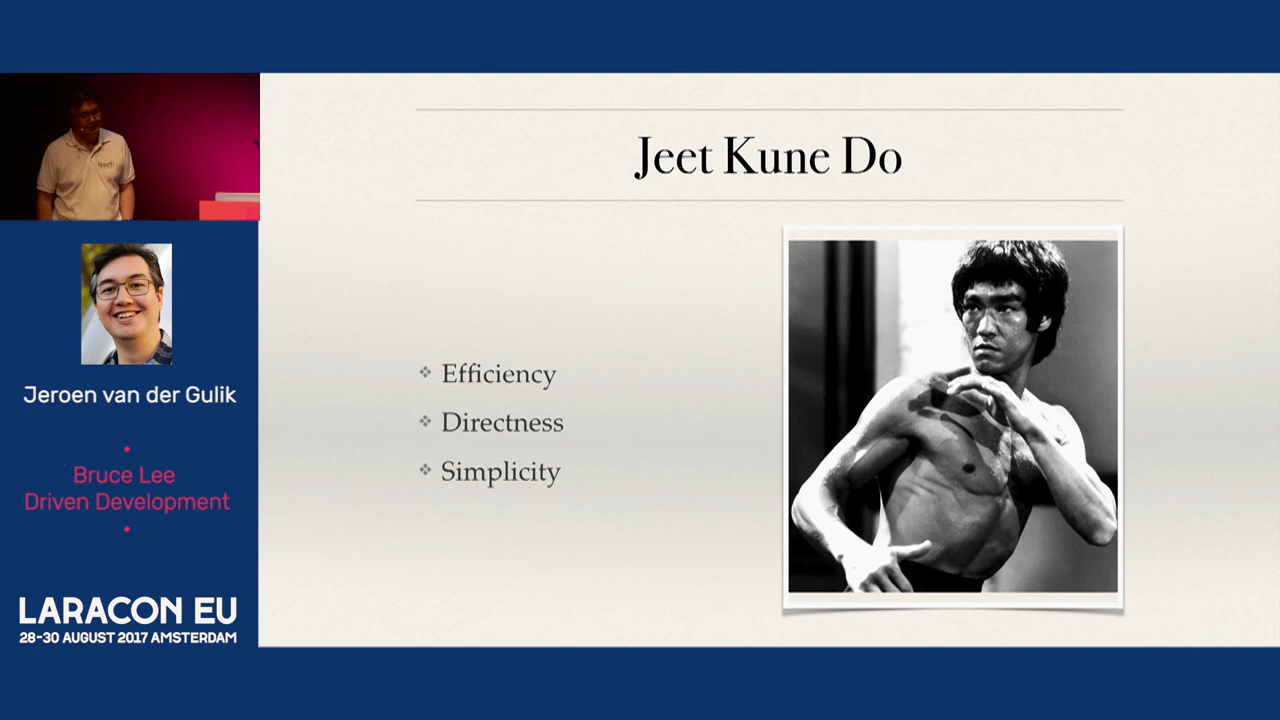 Jeet Kune Do
Efficiency
Directness
Simplicity
Jeroen van der Gulik
Bruce Lee
Driven Development
LARACON EU
28-30 AUGUST 2017 AMSTERDAM